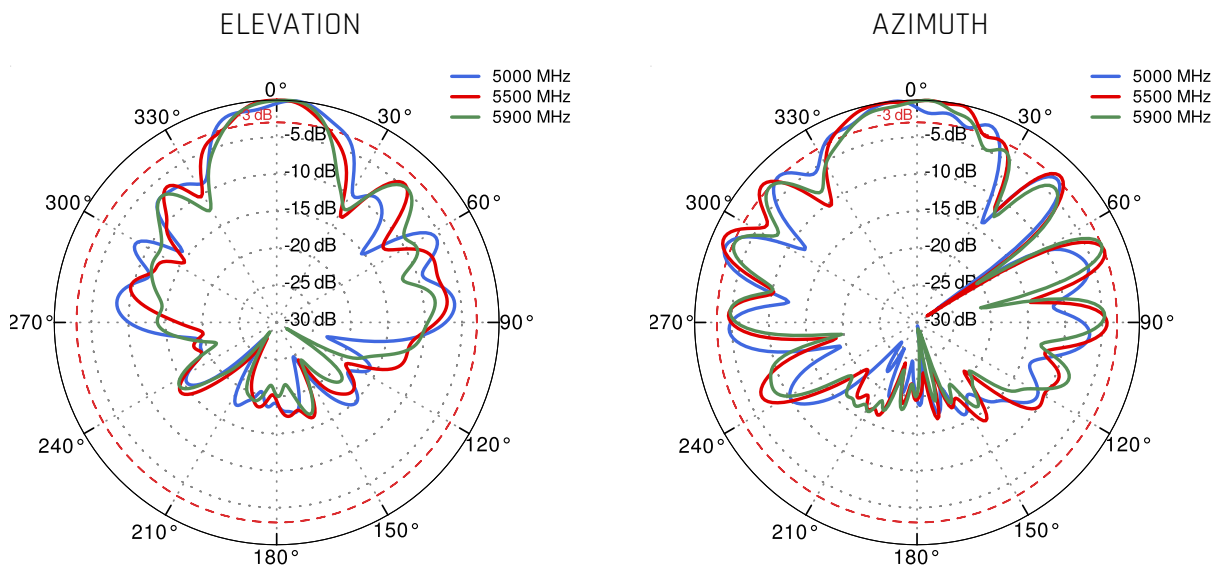 ELEVATION
5000 MHz
5500 MHz
5900 MHz
0°
30°
60°
90°
120°
150°
180°
210°
240°
270°
300°
330°
-3 dB
-5 dB
-10 dB
-15 dB
-20 dB
-25 dB
-30 dB
AZIMUTH
5000 MHz
5500 MHz
5900 MHz
0°
30°
60°
90°
120°
150°
180°
210°
240°
270°
300°
330°
-3 dB
-5 dB
-10 dB
-15 dB
-20 dB
-25 dB
-30 dB